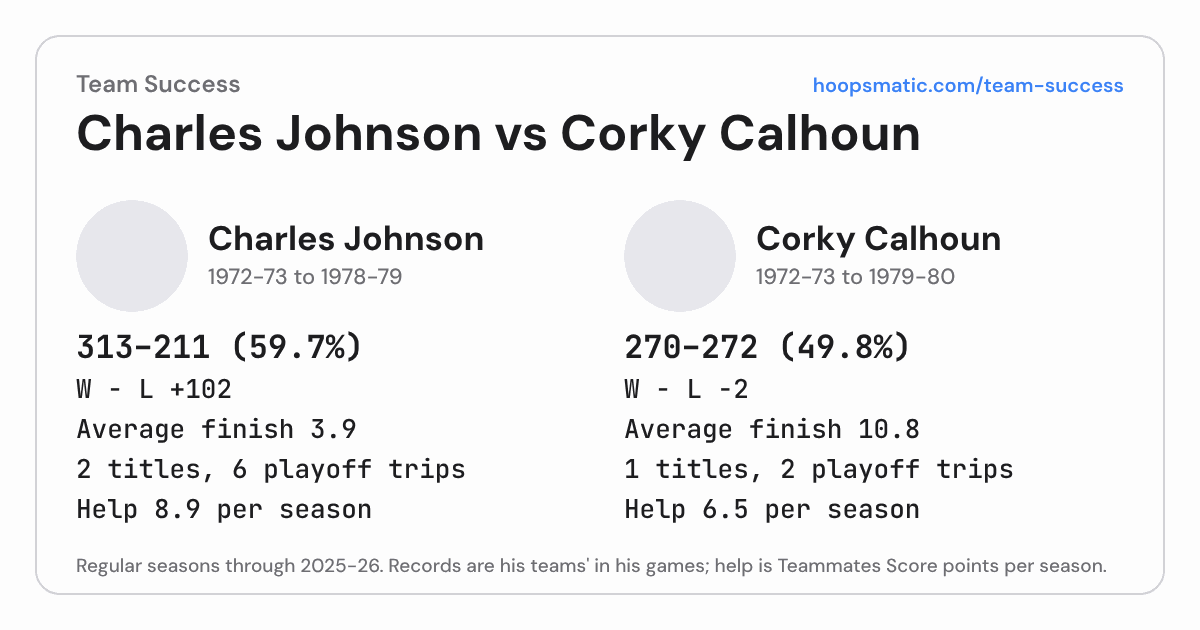 Team Success
hoopsmatic.com/team-success
Charles Johnson vs Corky Calhoun
Charles Johnson
1972-73 to 1978-79
313-211 (59.7%)
W - L +102
Average finish 3.9
2 titles, 6 playoff trips
Help 8.9 per season
Corky Calhoun
1972-73 to 1979-80
270-272 (49.8%)
W - L -2
Average finish 10.8
1 titles, 2 playoff trips
Help 6.5 per season
Regular seasons through 2025-26. Records are his teams' in his games; help is Teammates Score points per season.